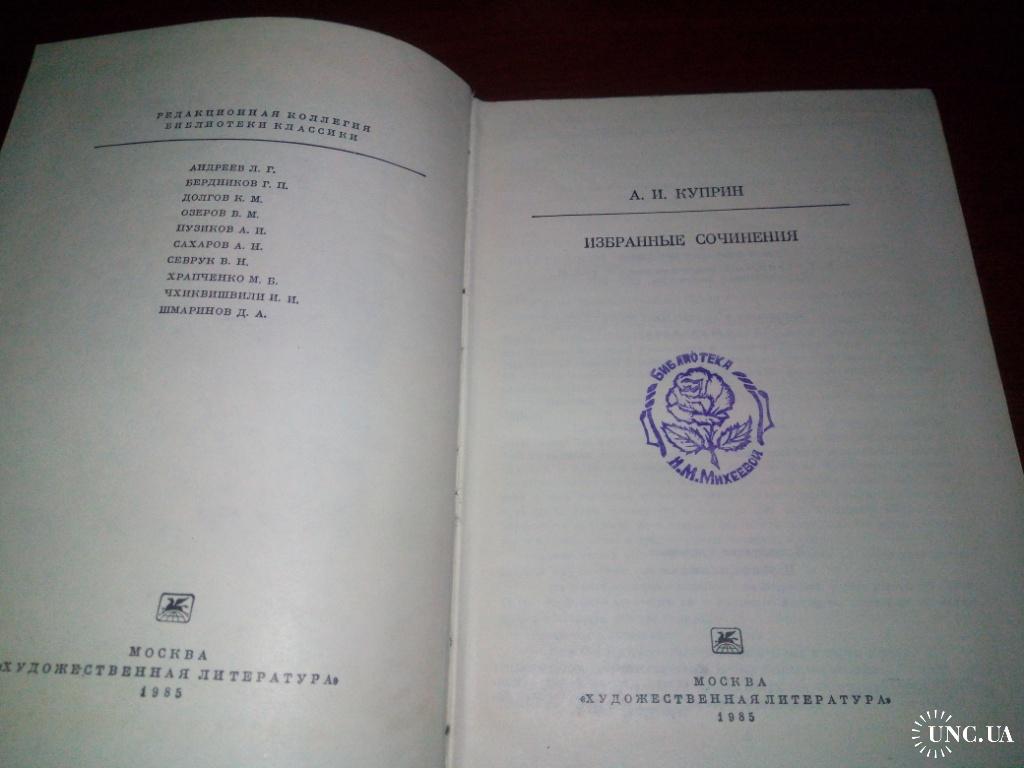 РЕДАКЦИОННАЯ КОЛЛЕГИЯ
БИБЛИОТЕКИ КЛАССИКИ
АНДРЕЕВ Л. Г.
БЕРДНИКОВ Г. П.
ДОЛГОВ К. М.
ОЗЕРОВ В. М.
ПУЗИКОВ А. И.
САХАРОВ А. Н.
СЕВРУК В. Н.
ХРАПЧЕНКО М. Б.
ЧХИКВИШВИЛИ И. И.
ШМАРИНОВ Д. А.
МОСКВА
«ХУДОЖЕСТВЕННАЯ ЛИТЕРАТУРА»
1985
А. И. КУПРИН
ИЗБРАННЫЕ СОЧИНЕНИЯ
БИБЛИОТЕКА
Н.М.МИХЕЕВОЙ
МОСКВА
«ХУДОЖЕСТВЕННАЯ ЛИТЕРАТУРА»
1985
UNC.UA